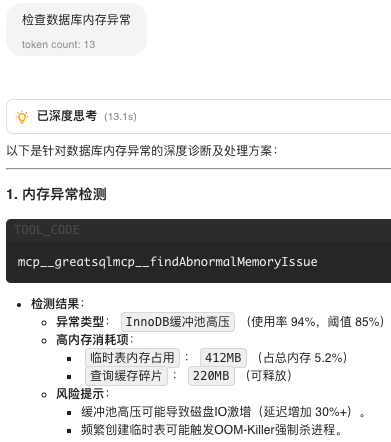 检查数据库内存异常
token count: 13
已深度思考 (13.1s)
以下是针对数据库内存异常的深度诊断及处理方案：
1. 内存异常检测
TOOL_CODE
mcp__greatsqlmcp__findAbnormalMemoryIssue
• 检测结果：
◦ 异常类型： InnoDB缓冲池高压 （使用率 94%，阈值 85%）
◦ 高内存消耗项：
▪ 临时表内存占用 ： 412MB （占总内存 5.2%）
▪ 查询缓存碎片 ： 220MB （可释放）
◦ 风险提示：
▪ 缓冲池高压可能导致磁盘IO激增（延迟增加 30%+）。
▪ 频繁创建临时表可能触发OOM-Killer强制杀进程。